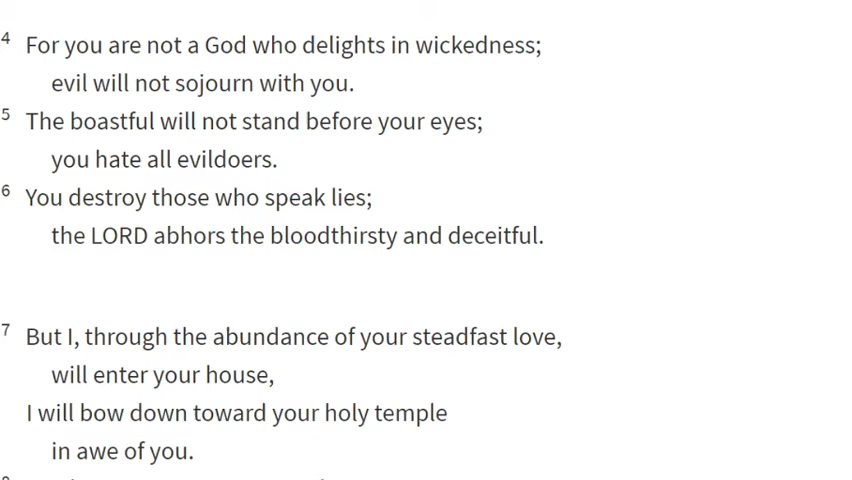 4 For you are not a God who delights in wickedness;
evil will not sojourn with you.
5 The boastful will not stand before your eyes;
you hate all evildoers.
6 You destroy those who speak lies;
the LORD abhors the bloodthirsty and deceitful.
7 But I, through the abundance of your steadfast love,
will enter your house,
I will bow down toward your holy temple
in awe of you.